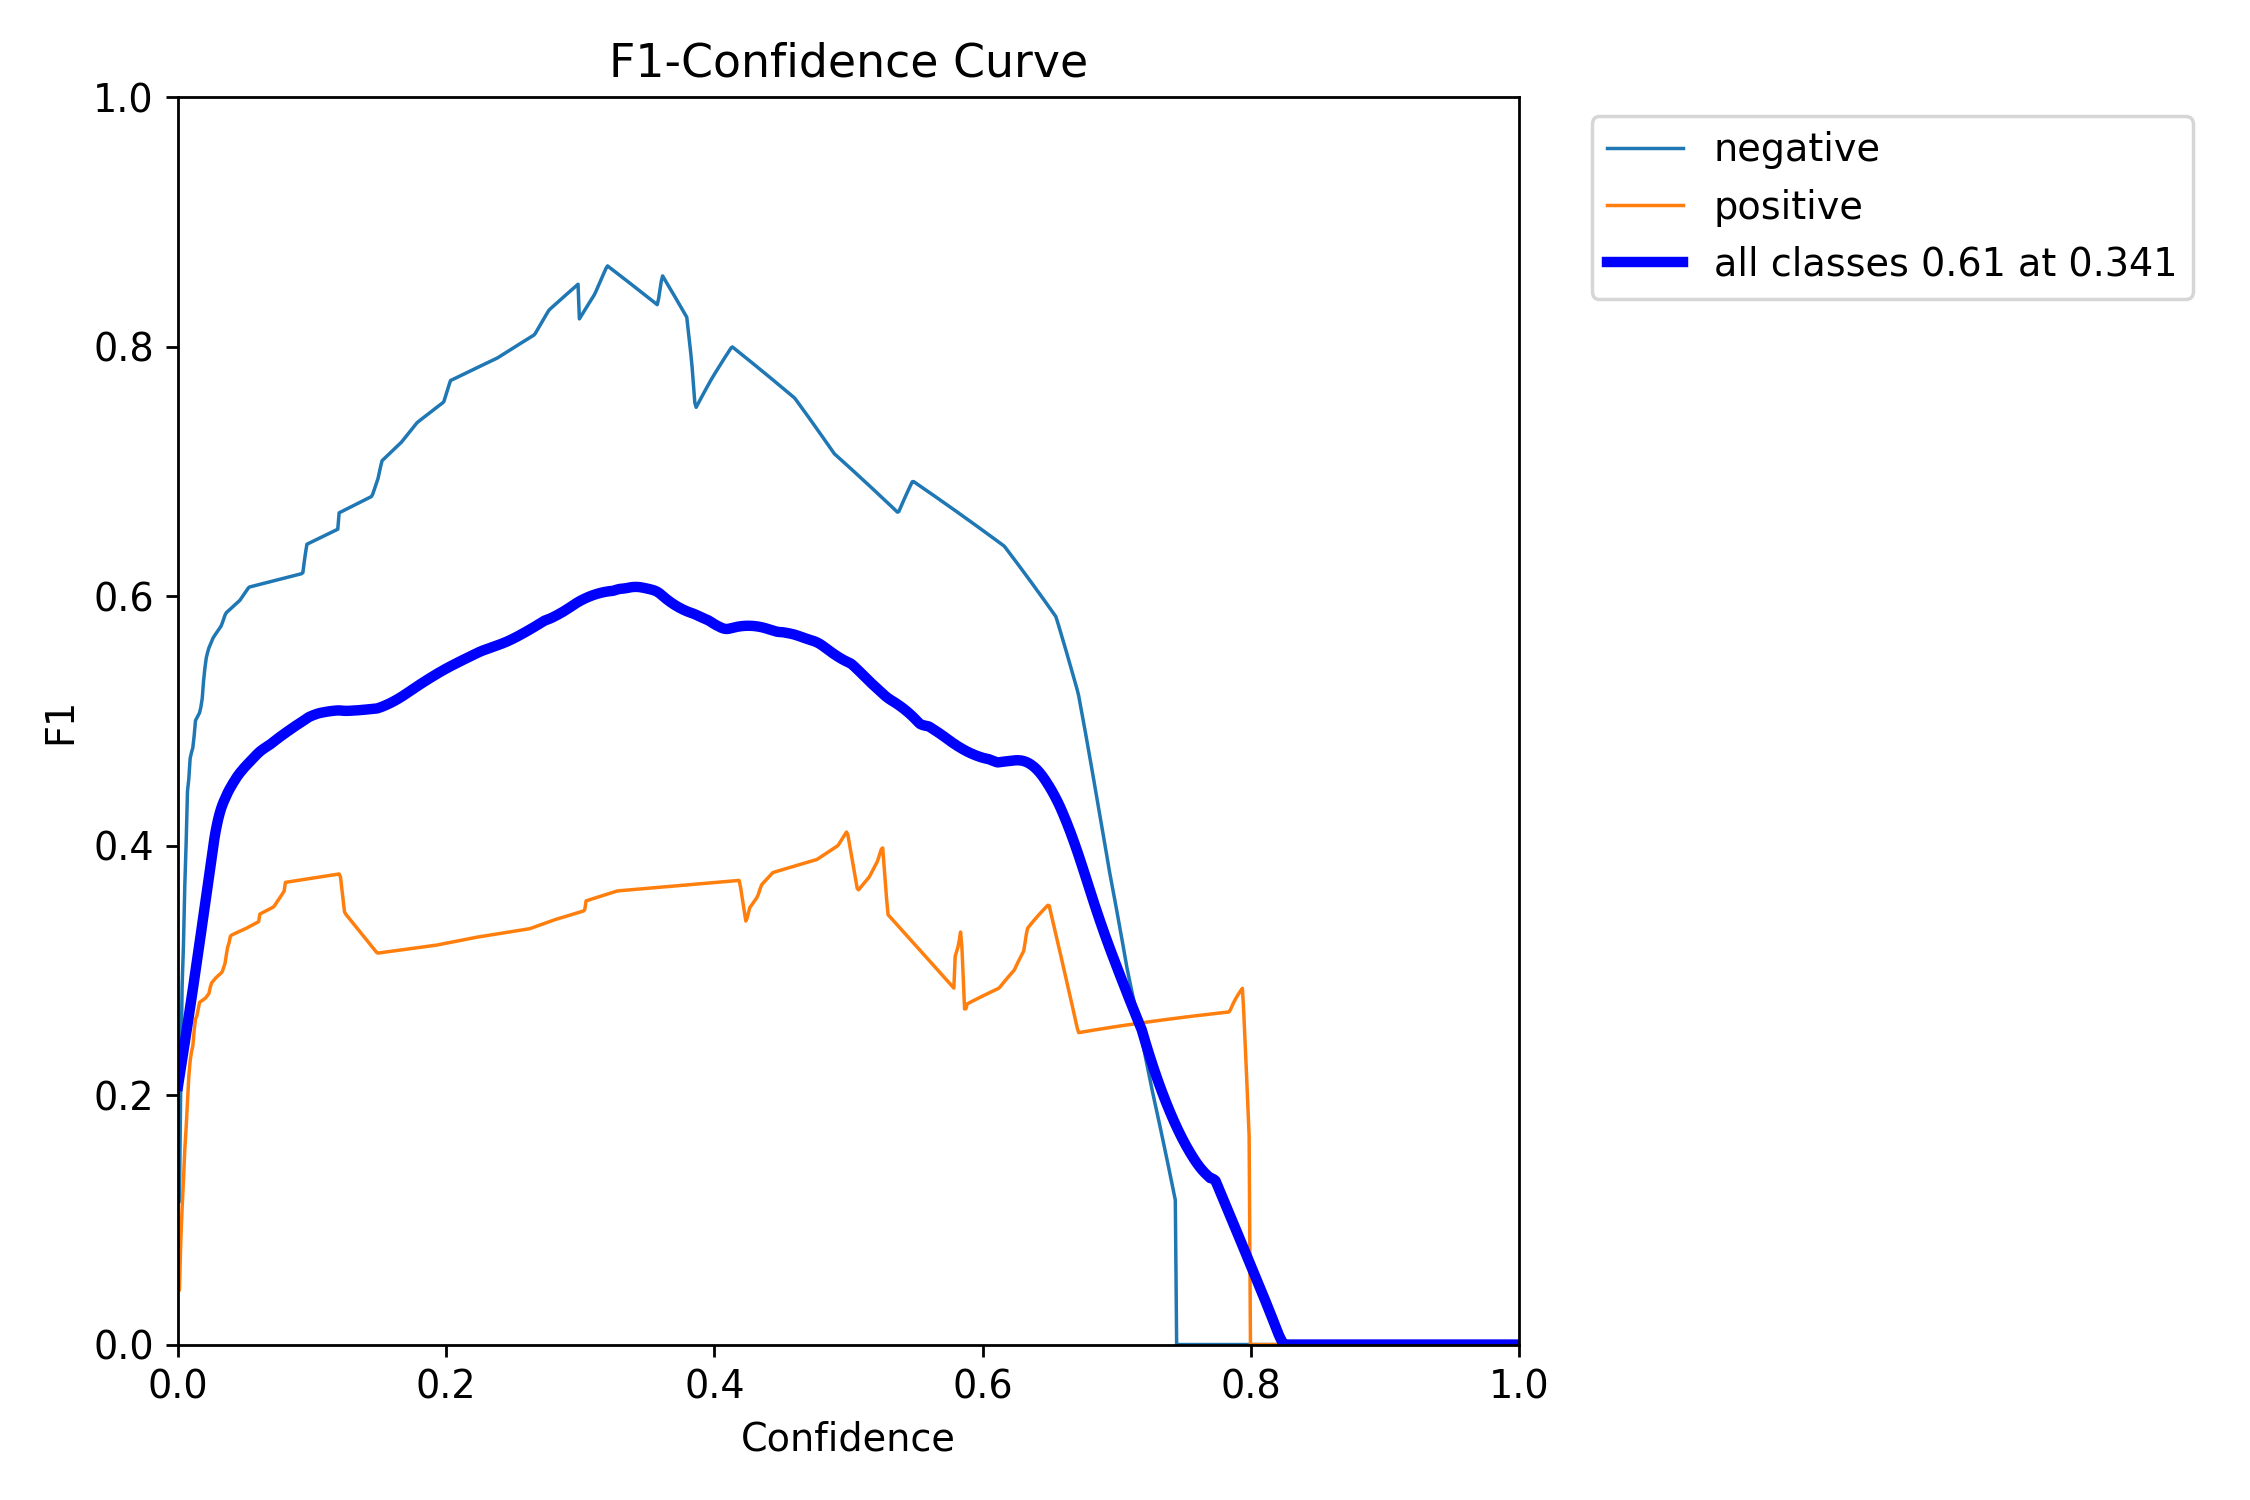 F1-Confidence Curve
1.0
0.8
0.6
0.4
0.2
0.0
F1
0.0 0.2 0.4 0.6 0.8 1.0
Confidence
negative
positive
all classes 0.61 at 0.341